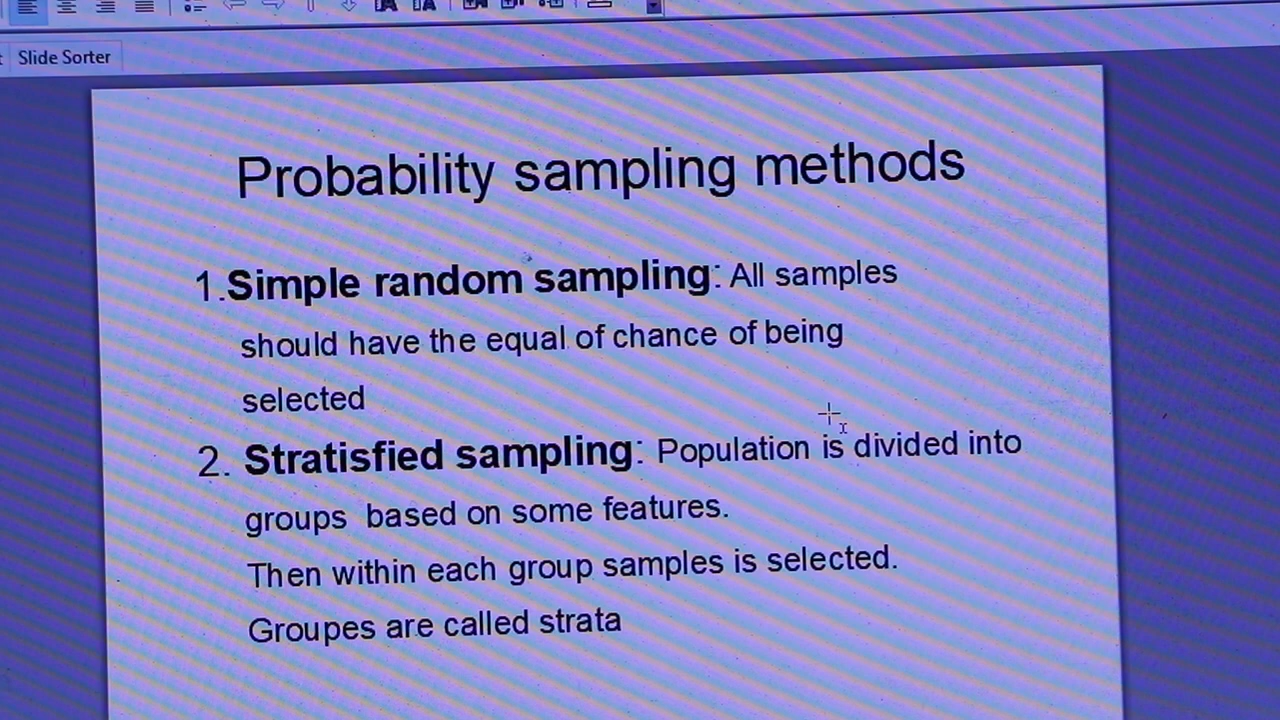 Slide Sorter
Probability sampling methods
1.Simple random sampling: All samples
should have the equal of chance of being
selected
2. Stratisfied sampling: Population is divided into
groups based on some features.
Then within each group samples is selected.
Groupes are called strata